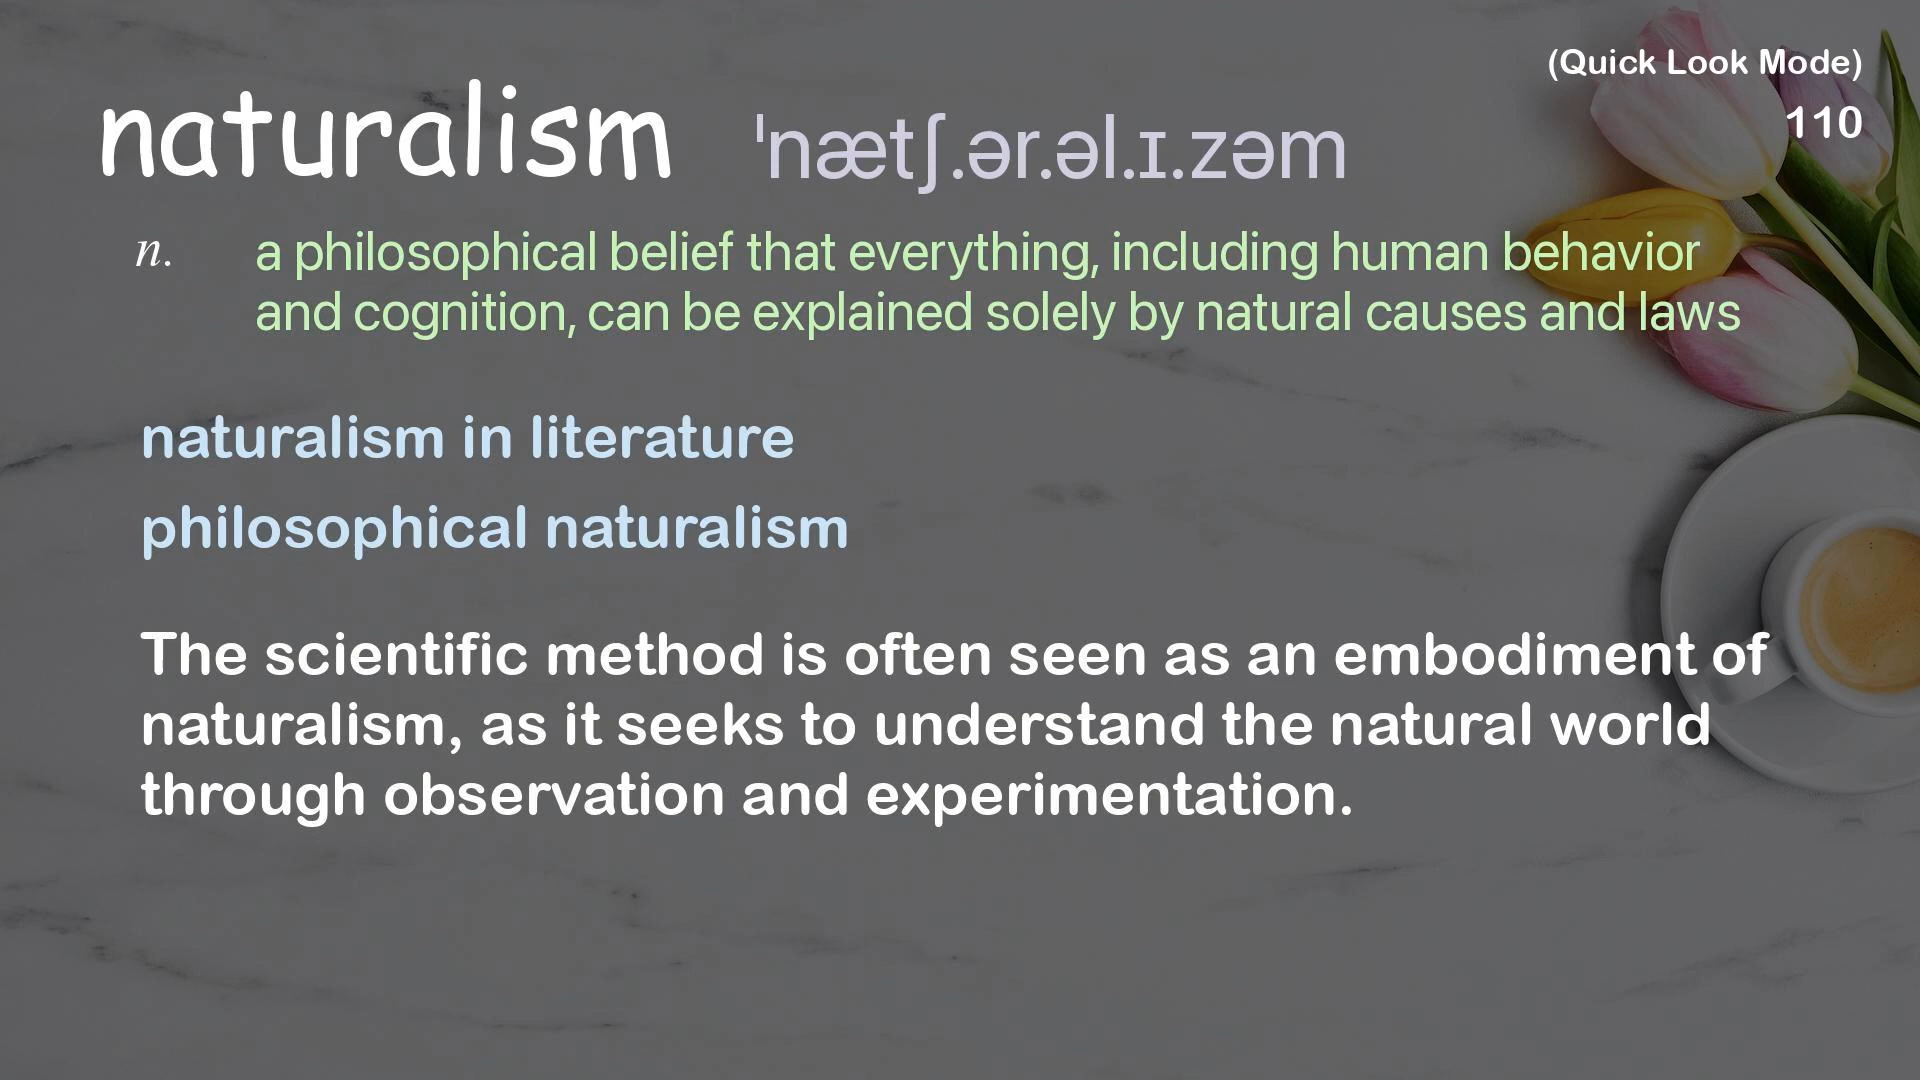 (Quick Look Mode)
110
naturalism ˈnætʃ.ər.əl.ɪ.zəm
n. a philosophical belief that everything, including human behavior
and cognition, can be explained solely by natural causes and laws
naturalism in literature
philosophical naturalism
The scientific method is often seen as an embodiment of
naturalism, as it seeks to understand the natural world
through observation and experimentation.